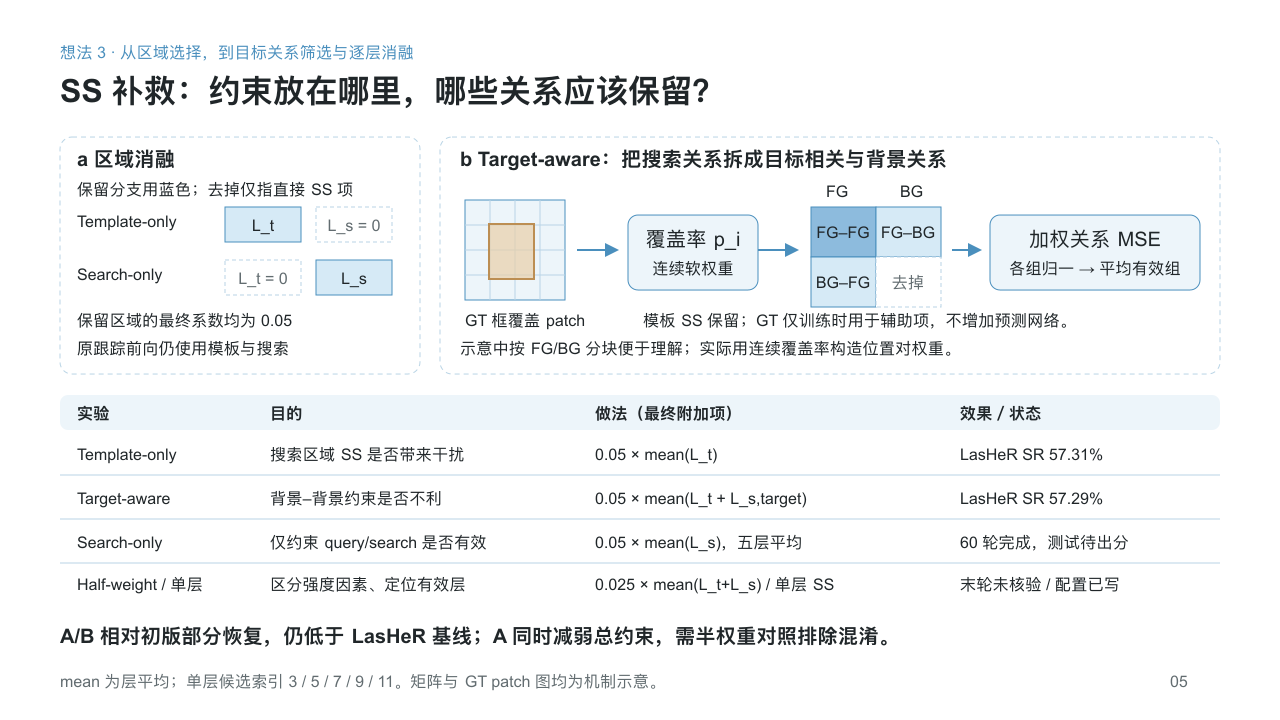 想法 3 · 从区域选择，到目标关系筛选与逐层消融
SS 补救：约束放在哪里，哪些关系应该保留？
a 区域消融
保留分支用蓝色；去掉仅指直接 SS 项
Template-only
L_t
L_s = 0
Search-only
L_t = 0
L_s
保留区域的最终系数均为 0.05
原跟踪前向仍使用模板与搜索
b Target-aware：把搜索关系拆成目标相关与背景关系
FG
BG
覆盖率 p_i
连续软权重
FG–FG
FG–BG
BG–FG
去掉
加权关系 MSE
各组归一 → 平均有效组
GT 框覆盖 patch
模板 SS 保留；GT 仅训练时用于辅助项，不增加预测网络。
示意中按 FG/BG 分块便于理解；实际用连续覆盖率构造位置对权重。
实验 目的 做法（最终附加项） 效果 / 状态
Template-only 搜索区域 SS 是否带来干扰 0.05 × mean(L_t) LasHeR SR 57.31%
Target-aware 背景–背景约束是否不利 0.05 × mean(L_t + L_s,target) LasHeR SR 57.29%
Search-only 仅约束 query/search 是否有效 0.05 × mean(L_s)，五层平均 60 轮完成，测试待出分
Half-weight / 单层 区分强度因素、定位有效层 0.025 × mean(L_t+L_s) / 单层 SS 末轮未核验 / 配置已写
A/B 相对初版部分恢复，仍低于 LasHeR 基线；A 同时减弱总约束，需半权重对照排除混淆。
mean 为层平均；单层候选索引 3 / 5 / 7 / 9 / 11。矩阵与 GT patch 图均为机制示意。
05